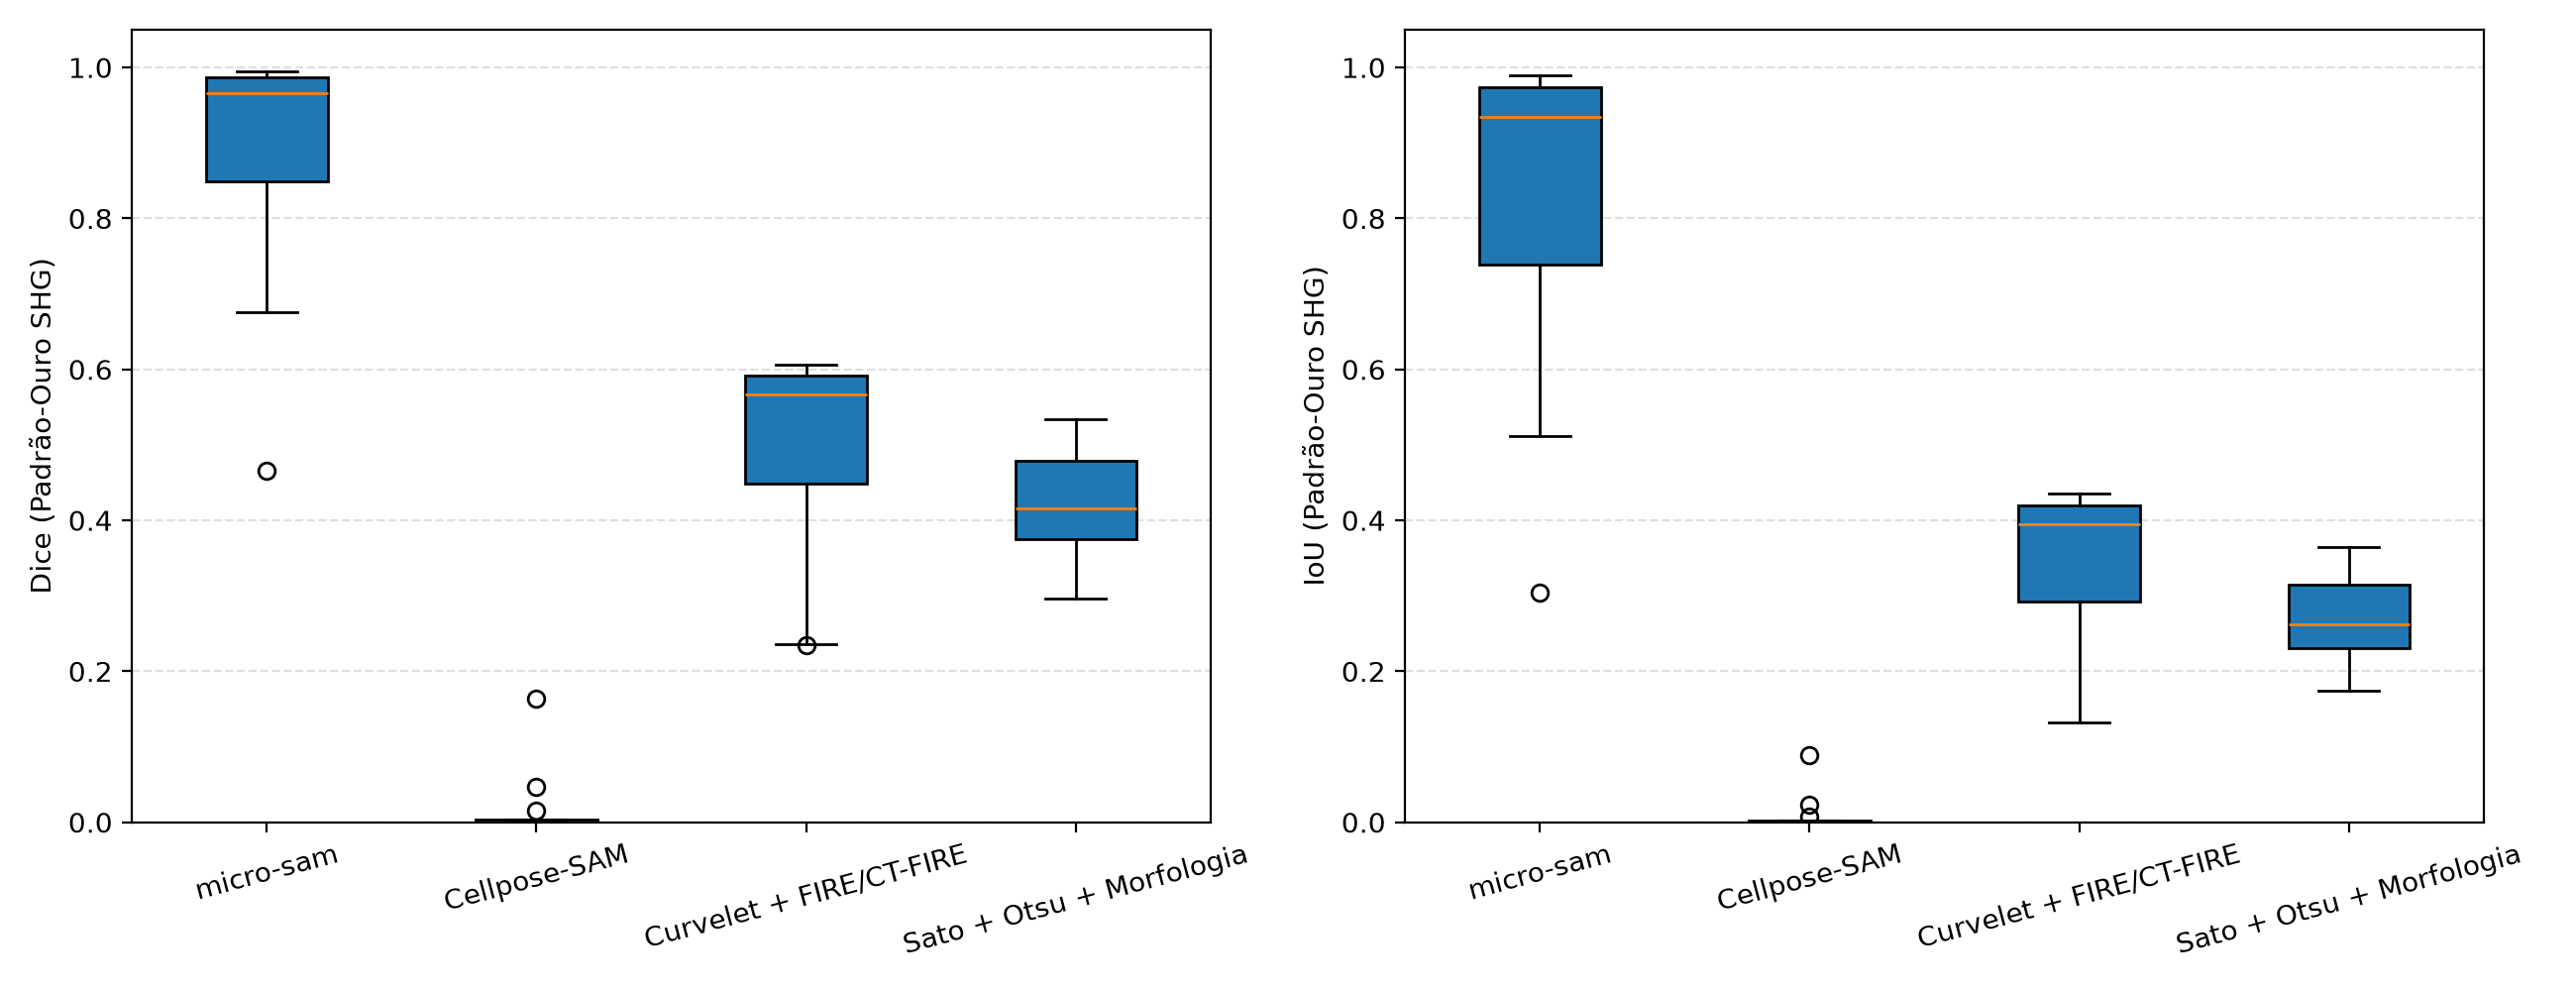 Dice (Padrão-Ouro SHG)
1.0
0.8
0.6
0.4
0.2
0.0
micro-sam
Cellpose-SAM
Curvelet + FIRE/CT-FIRE
Sato + Otsu + Morfologia
IoU (Padrão-Ouro SHG)
1.0
0.8
0.6
0.4
0.2
0.0
micro-sam
Cellpose-SAM
Curvelet + FIRE/CT-FIRE
Sato + Otsu + Morfologia